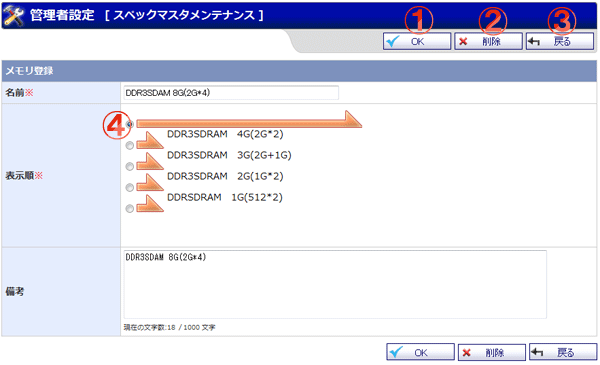 管理者設定 [ スペックマスタメンテナンス ]
① ② ③
OK 削除 戻る
メモリ登録
名前※ DDR3SDAM 8G(2G*4)
④
DDR3SDRAM 4G(2G*2)
DDR3SDRAM 3G(2G+1G)
表示順※
DDR3SDRAM 2G(1G*2)
DDRSDRAM 1G(512*2)
DDR3SDAM 8G(2G*4)
備考
現在の文字数:18 / 1000 文字
OK 削除 戻る